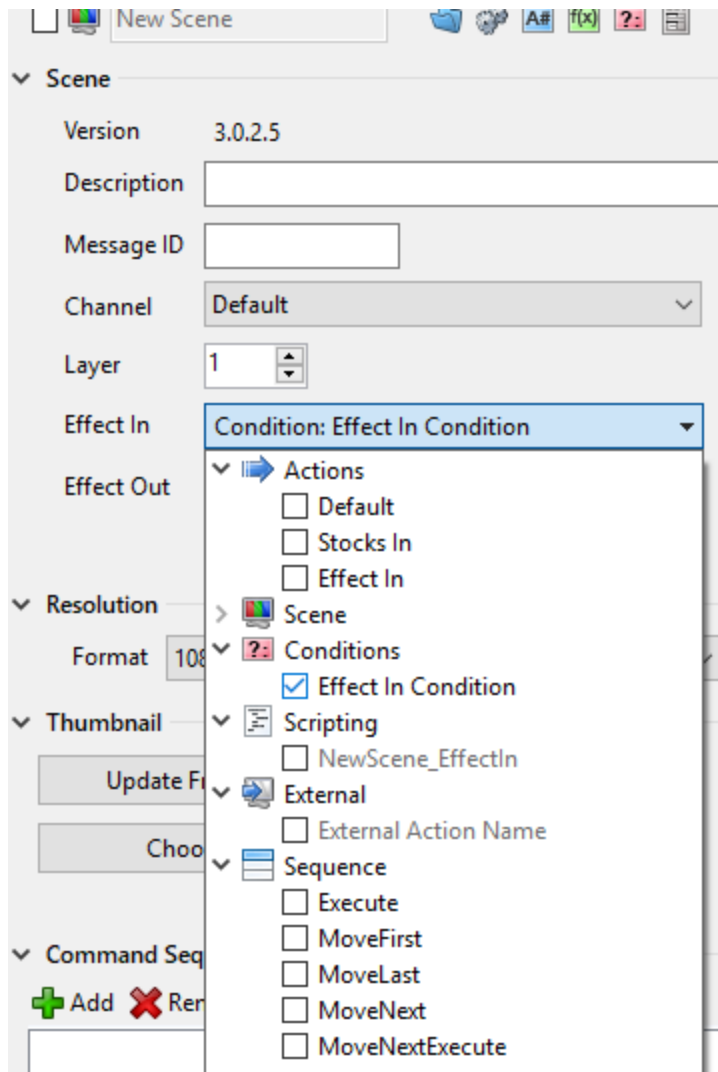 New Scene A# f(x) ?:
Scene
Version 3.0.2.5
Description
Message ID
Channel Default
Layer 1
Effect In Condition: Effect In Condition
Effect Out
Actions
Default
Stocks In
Effect In
Scene
?: Conditions
Effect In Condition
Scripting
NewScene_EffectIn
External
External Action Name
Sequence
Execute
MoveFirst
MoveLast
MoveNext
MoveNextExecute
Resolution
Format 108
Thumbnail
Update Fr
Choo
Command Seq
Add Rer